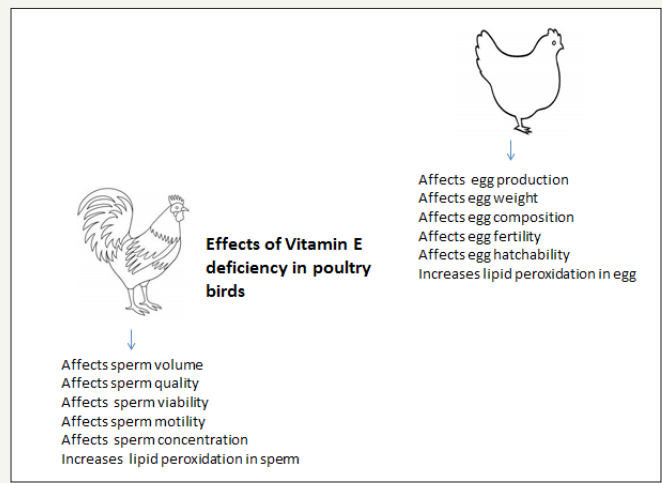 Affects egg production
Affects egg weight
Affects egg composition
Affects egg fertility
Affects egg hatchability
Increases lipid peroxidation in egg
Effects of Vitamin E
deficiency in poultry
birds
Affects sperm volume
Affects sperm quality
Affects sperm viability
Affects sperm motility
Affects sperm concentration
Increases lipid peroxidation in sperm